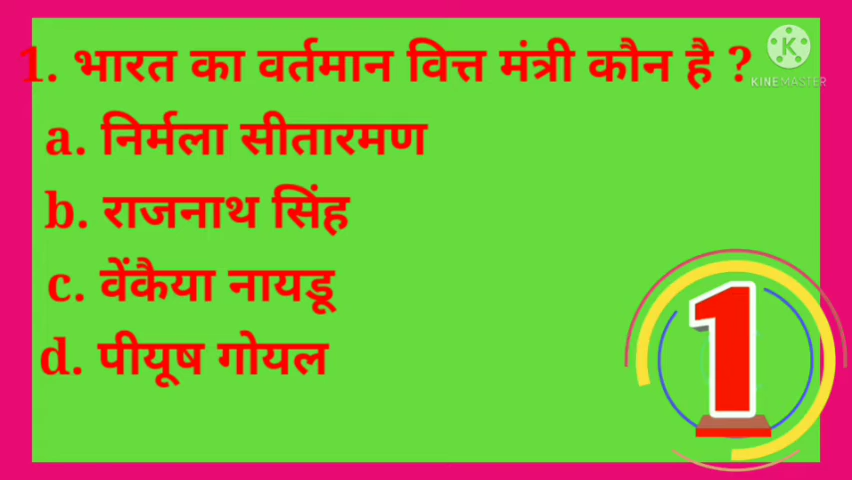 1. भारत का वर्तमान वित्त मंत्री कौन है ?
KINEMASTER
a. निर्मला सीतारमण
b. राजनाथ सिंह
c. वेंकैया नायडू
d. पीयूष गोयल
1